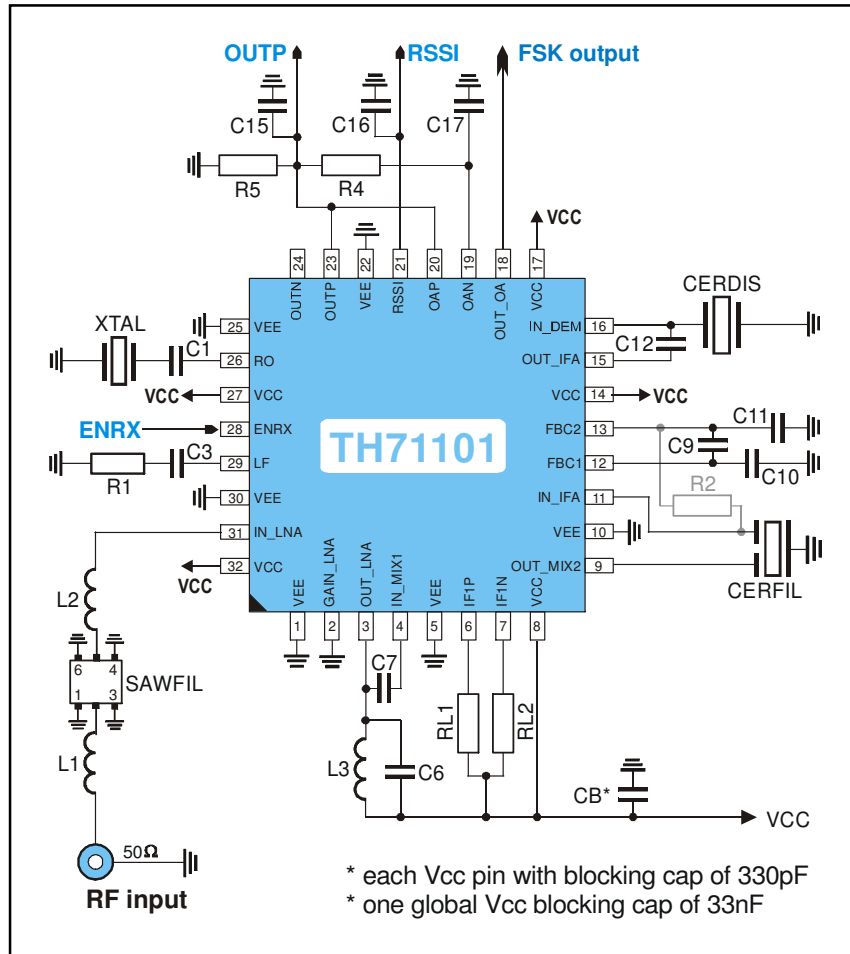 OUTP RSSI FSK output
C15 C16 C17
R5 R4
VCC
24 23 22 21 20 19 18 17
OUTN OUTP VEE RSSI OAP OAN OUT_OA VCC
CERDIS
XTAL
25 VEE IN_DEM 16
C1 C12
26 RO OUT_IFA 15
VCC 27 VCC VCC 14 VCC
C11
ENRX 28 ENRX FBC2 13
TH71101
C9
C3
29 LF FBC1 12
R1 C10
R2
30 VEE IN_IFA 11
31 IN_LNA VEE 10
OUT_MIX2
VCC 32 VCC 9
CERFIL
L2
VEE GAIN_LNA OUT_LNA IN_MIX1 VEE IF1P IF1N VCC
1 2 3 4 5 6 7 8
C7
6 4
SAWFIL
1 3
RL1 RL2
L1
L3 C6
CB*
VCC
50Ω
RF input
* each Vcc pin with blocking cap of 330pF
* one global Vcc blocking cap of 33nF